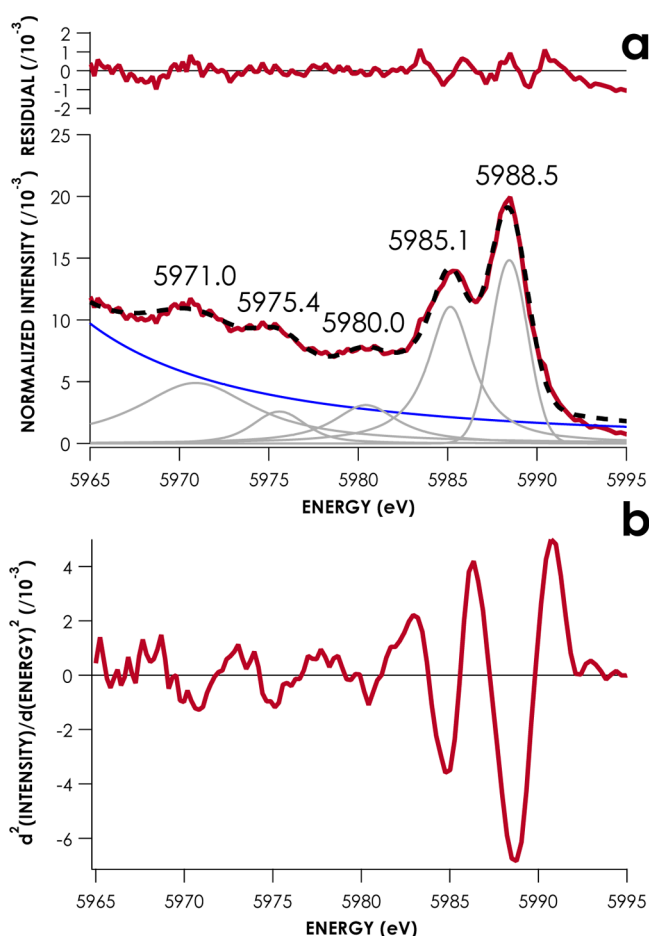 a
RESIDUAL (/10⁻³)
2
1
0
-1
-2
NORMALIZED INTENSITY (/10⁻³)
25
20
15
10
5
0
5971.0
5975.4
5980.0
5985.1
5988.5
5965 5970 5975 5980 5985 5990 5995
ENERGY (eV)
b
d²(INTENSITY)/d(ENERGY)² (/10⁻³)
4
2
0
-2
-4
-6
5965 5970 5975 5980 5985 5990 5995
ENERGY (eV)